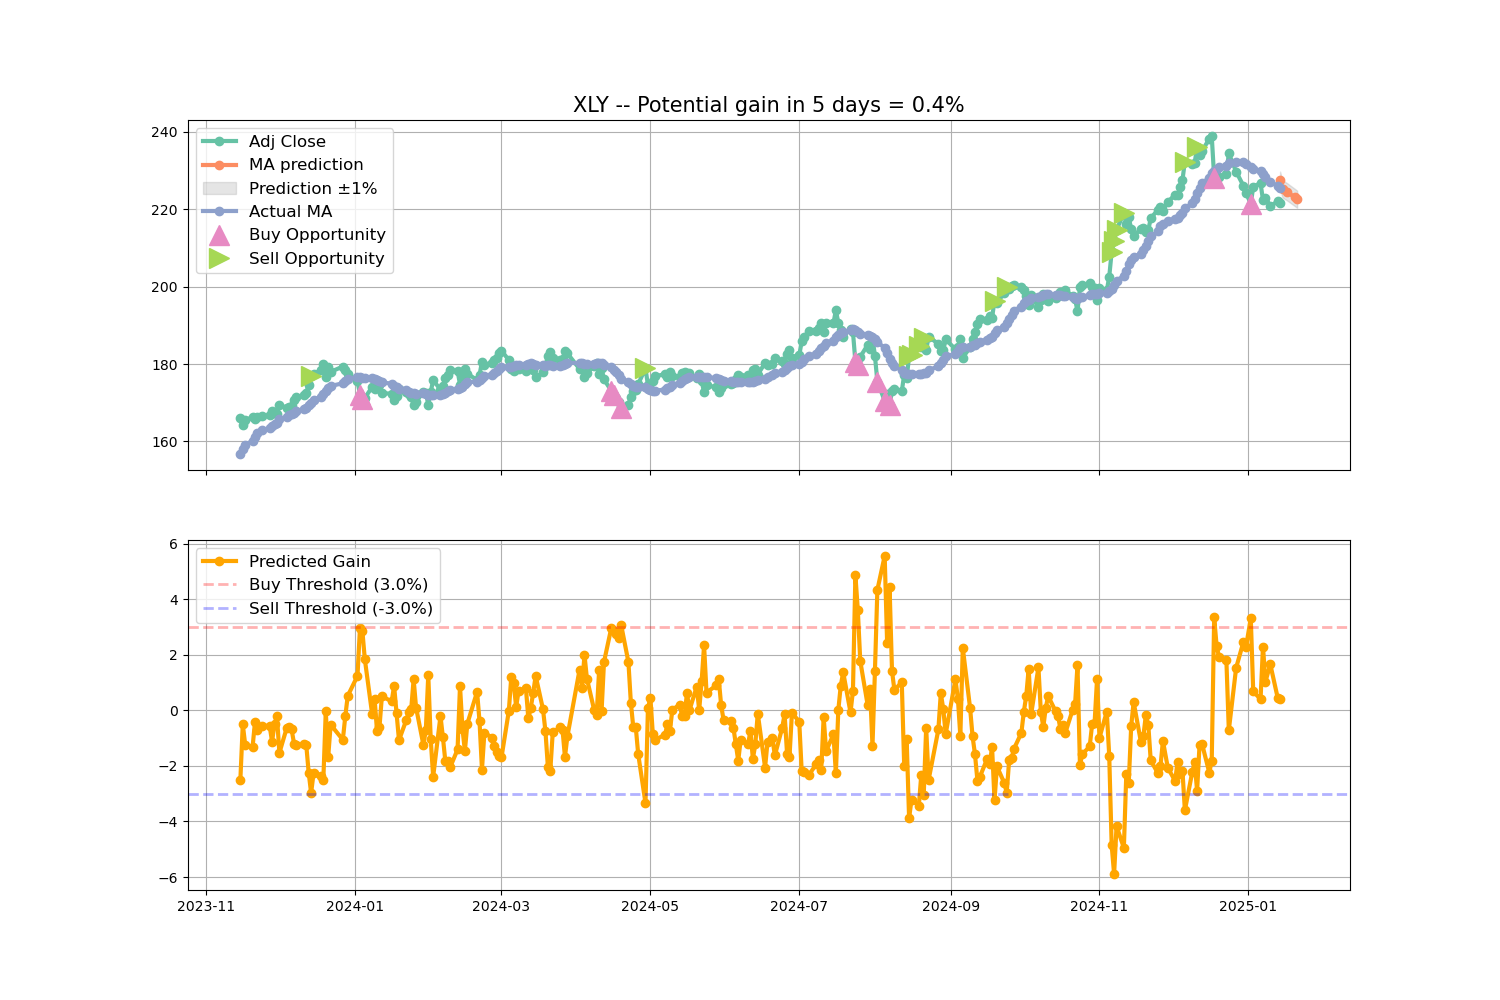 XLY -- Potential gain in 5 days = 0.4%
240
220
200
180
160
Adj Close
MA prediction
Prediction ±1%
Actual MA
Buy Opportunity
Sell Opportunity
6
4
2
0
−2
−4
−6
Predicted Gain
Buy Threshold (3.0%)
Sell Threshold (-3.0%)
2023-11 2024-01 2024-03 2024-05 2024-07 2024-09 2024-11 2025-01